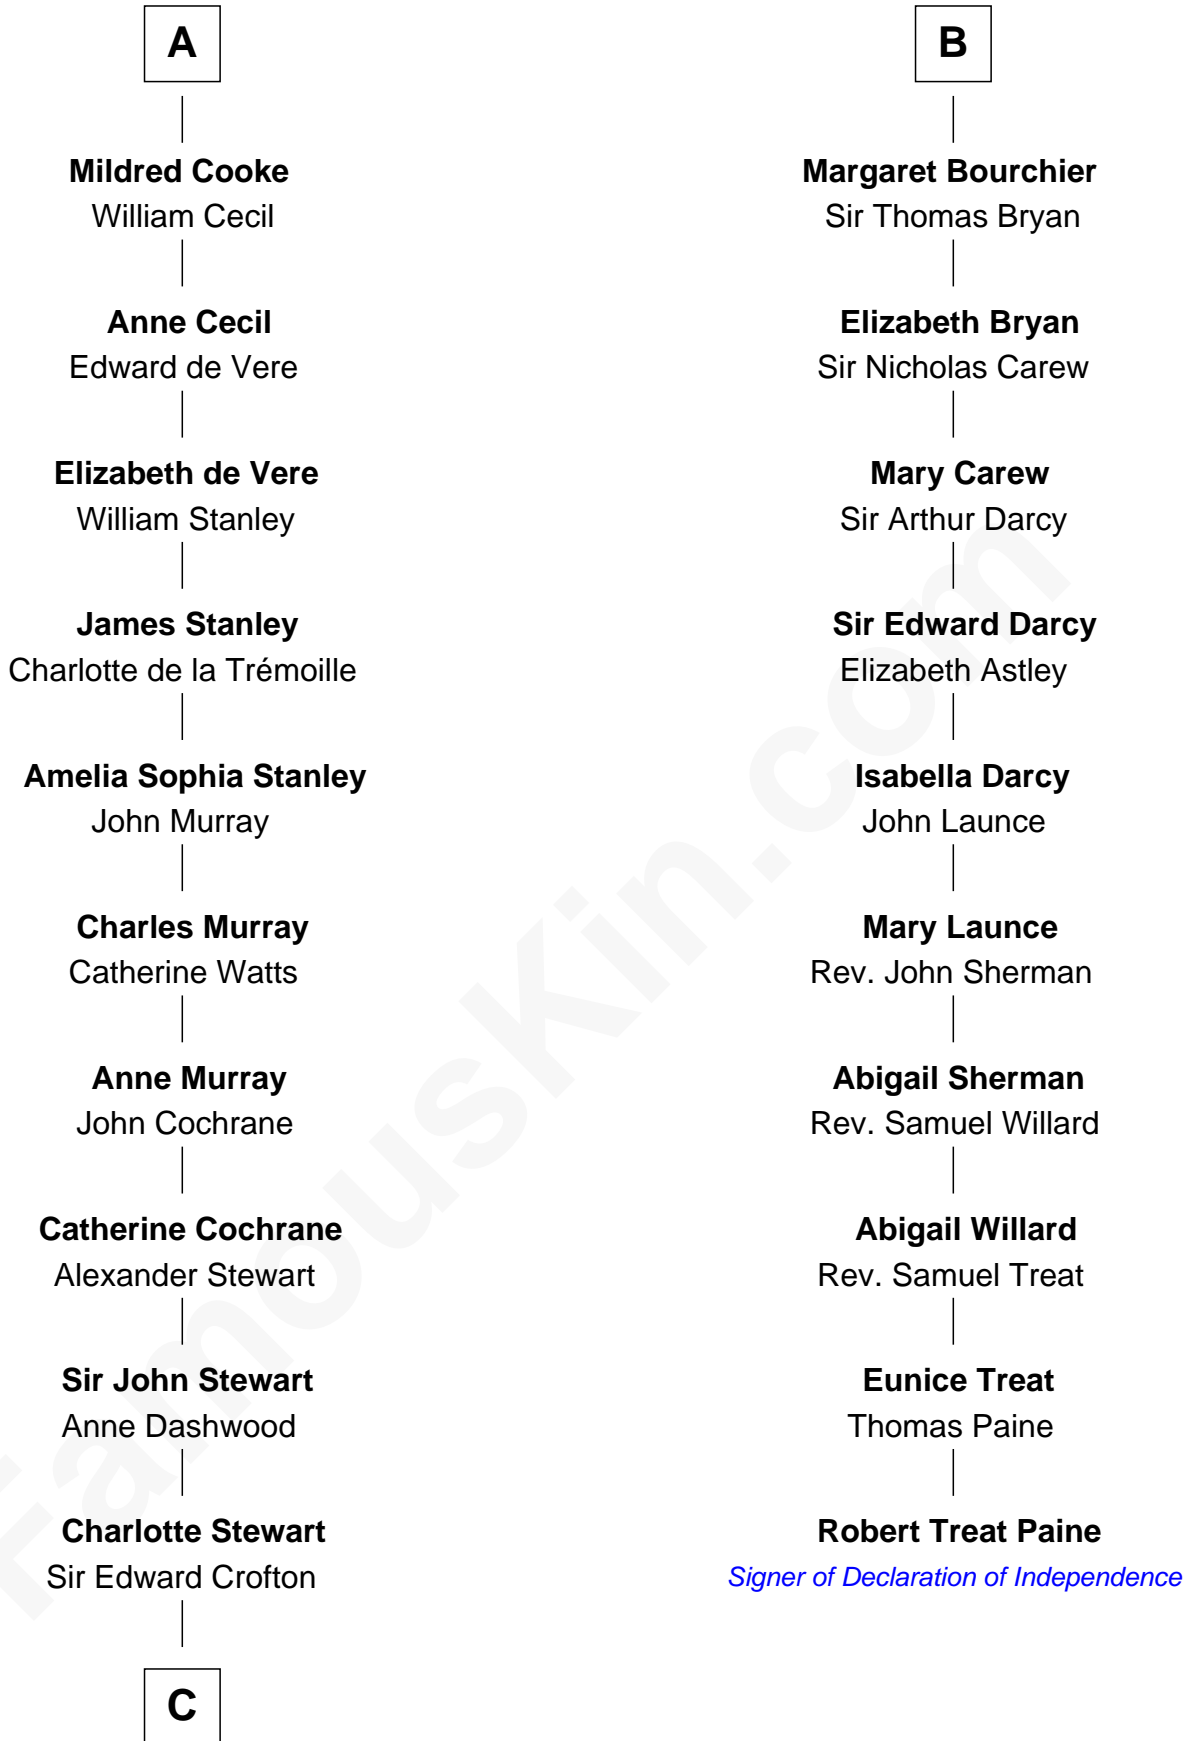 A
Mildred Cooke
William Cecil
Anne Cecil
Edward de Vere
Elizabeth de Vere
William Stanley
James Stanley
Charlotte de la Trémoille
Amelia Sophia Stanley
John Murray
Charles Murray
Catherine Watts
Anne Murray
John Cochrane
Catherine Cochrane
Alexander Stewart
Sir John Stewart
Anne Dashwood
Charlotte Stewart
Sir Edward Crofton
C
B
Margaret Bourchier
Sir Thomas Bryan
Elizabeth Bryan
Sir Nicholas Carew
Mary Carew
Sir Arthur Darcy
Sir Edward Darcy
Elizabeth Astley
Isabella Darcy
John Launce
Mary Launce
Rev. John Sherman
Abigail Sherman
Rev. Samuel Willard
Abigail Willard
Rev. Samuel Treat
Eunice Treat
Thomas Paine
Robert Treat Paine
Signer of Declaration of Independence
FamousKin.com